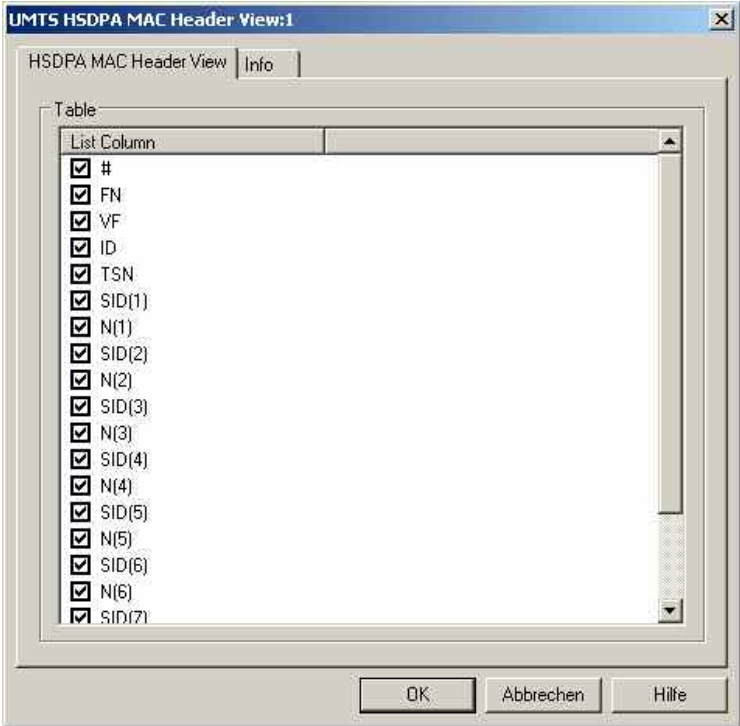 UMTS HSDPA MAC Header View:1
HSDPA MAC Header View
Info
Table
List Column
#
FN
VF
ID
TSN
SID(1)
N(1)
SID(2)
N(2)
SID(3)
N(3)
SID(4)
N(4)
SID(5)
N(5)
SID(6)
N(6)
SID(7)
OK
Abbrechen
Hilfe